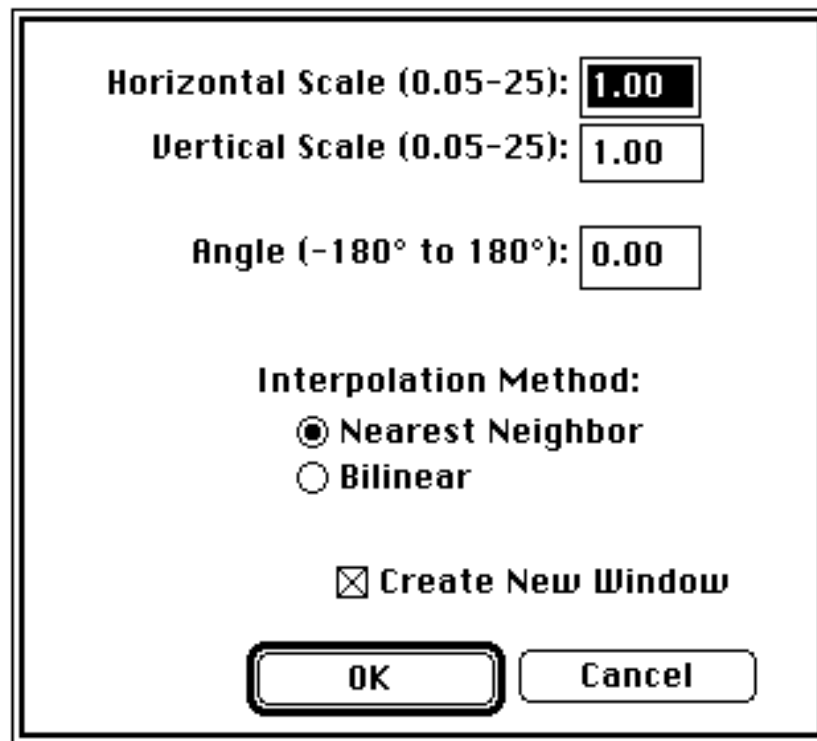 Horizontal Scale (0.05-25): 1.00
Vertical Scale (0.05-25): 1.00
Angle (-180° to 180°): 0.00
Interpolation Method:
Nearest Neighbor
Bilinear
Create New Window
OK Cancel